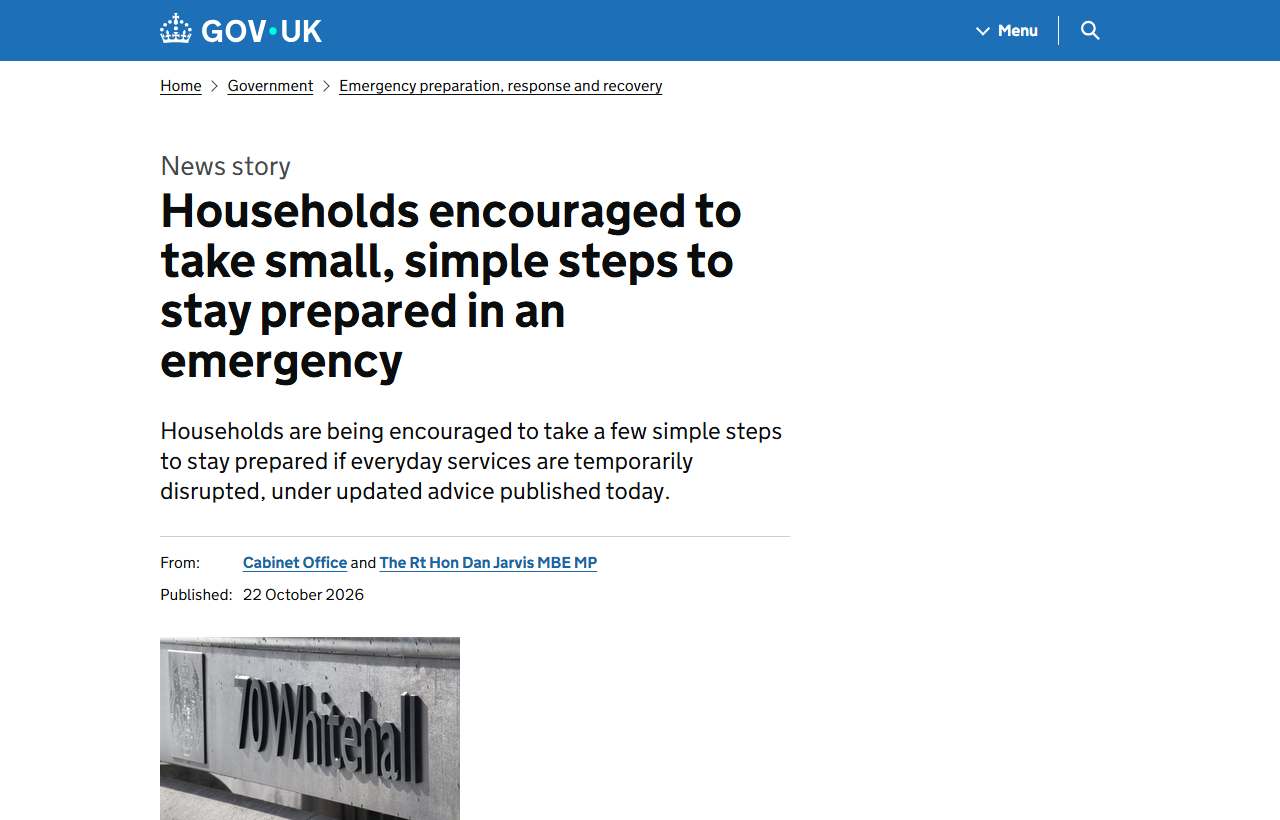 GOV·UK
Menu
Home
Government
Emergency preparation, response and recovery
News story
Households encouraged to
take small, simple steps to
stay prepared in an
emergency
Households are being encouraged to take a few simple steps
to stay prepared if everyday services are temporarily
disrupted, under updated advice published today.
From: Cabinet Office and The Rt Hon Dan Jarvis MBE MP
Published: 22 October 2026
70 Whitehall